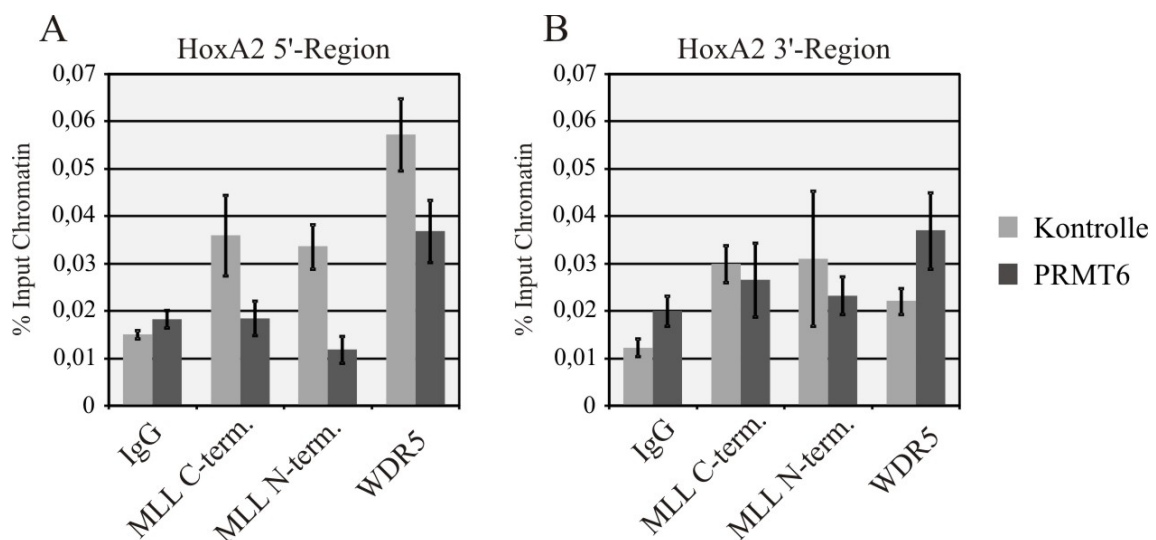 A
HoxA2 5'-Region
% Input Chromatin
0,07
0,06
0,05
0,04
0,03
0,02
0,01
0
IgG
MLL C-term.
MLL N-term.
WDR5
B
HoxA2 3'-Region
% Input Chromatin
0,07
0,06
0,05
0,04
0,03
0,02
0,01
0
IgG
MLL C-term.
MLL N-term.
WDR5
Kontrolle
PRMT6